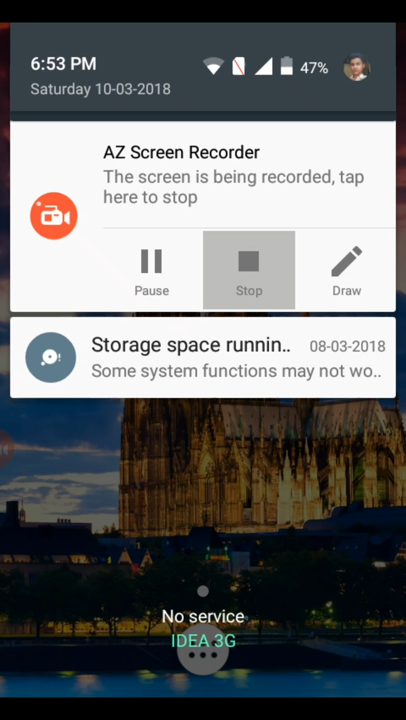 6:53 PM
47%
Saturday 10-03-2018
AZ Screen Recorder
The screen is being recorded, tap
here to stop
Pause
Stop
Draw
Storage space runnin..
08-03-2018
Some system functions may not wo..
No service
IDEA 3G